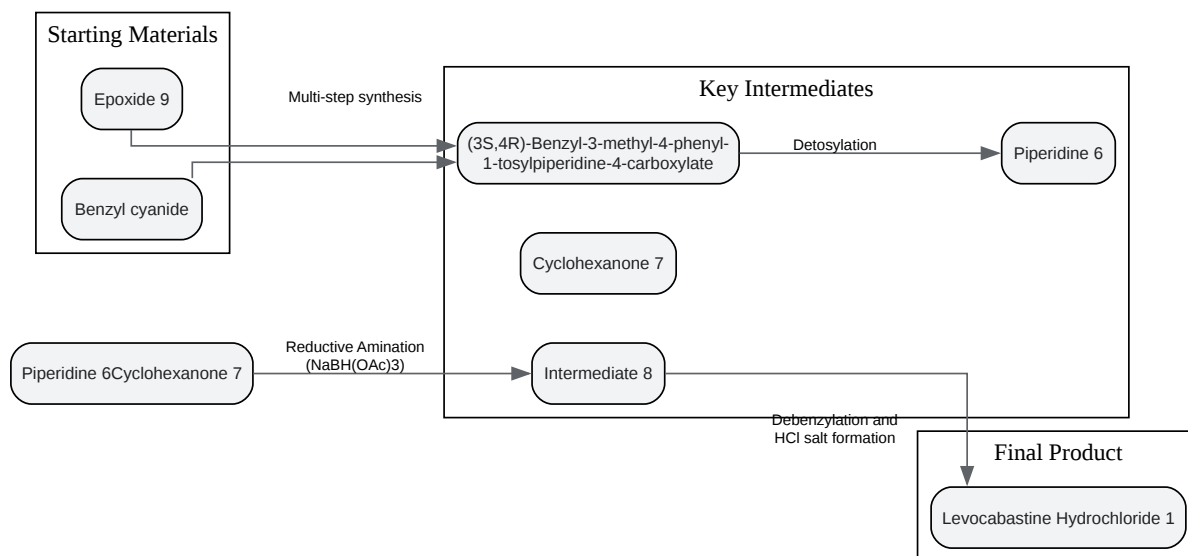 Starting Materials
Epoxide 9
Benzyl cyanide
Multi-step synthesis
Key Intermediates
(3S,4R)-Benzyl-3-methyl-4-phenyl-
1-tosylpiperidine-4-carboxylate
Detosylation
Piperidine 6
Cyclohexanone 7
Piperidine 6Cyclohexanone 7
Reductive Amination
(NaBH(OAc)3)
Intermediate 8
Debenzylation and
HCl salt formation
Final Product
Levocabastine Hydrochloride 1